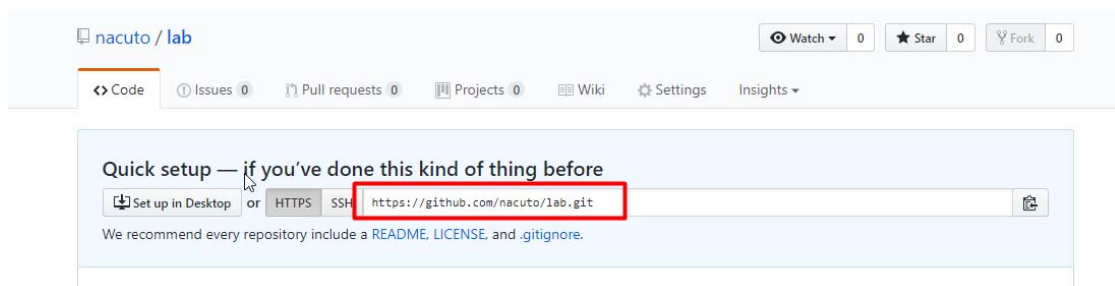 nacuto / lab
Watch 0 Star 0 Fork 0
Code Issues 0 Pull requests 0 Projects 0 Wiki Settings Insights
Quick setup — if you’ve done this kind of thing before
Set up in Desktop or HTTPS SSH https://github.com/nacuto/lab.git
We recommend every repository include a README, LICENSE, and .gitignore.